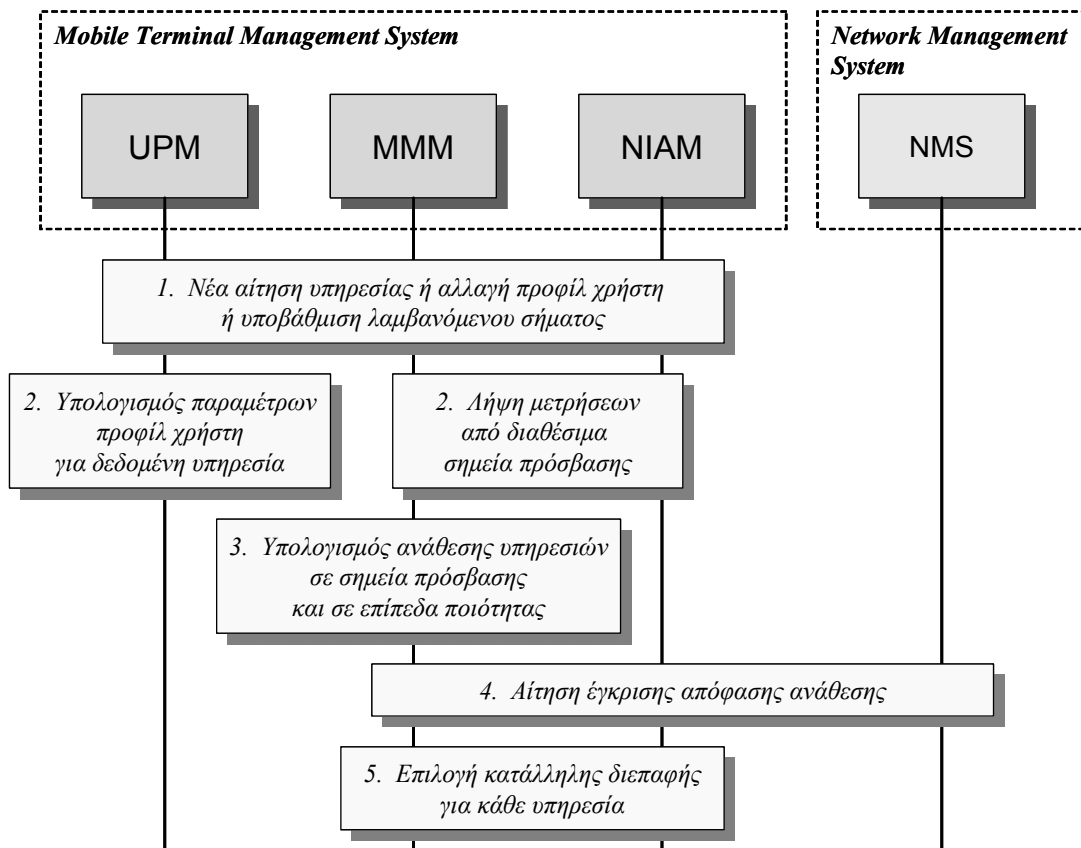 Mobile Terminal Management System
Network Management
System
UPM
MMM
NIAM
NMS
1. Νέα αίτηση υπηρεσίας ή αλλαγή προφίλ χρήστη
ή υποβάθμιση λαμβανόμενου σήματος
2. Υπολογισμός παραμέτρων
προφίλ χρήστη
για δεδομένη υπηρεσία
2. Λήψη μετρήσεων
από διαθέσιμα
σημεία πρόσβασης
3. Υπολογισμός ανάθεσης υπηρεσιών
σε σημεία πρόσβασης
και σε επίπεδα ποιότητας
4. Αίτηση έγκρισης απόφασης ανάθεσης
5. Επιλογή κατάλληλης διεπαφής
για κάθε υπηρεσία